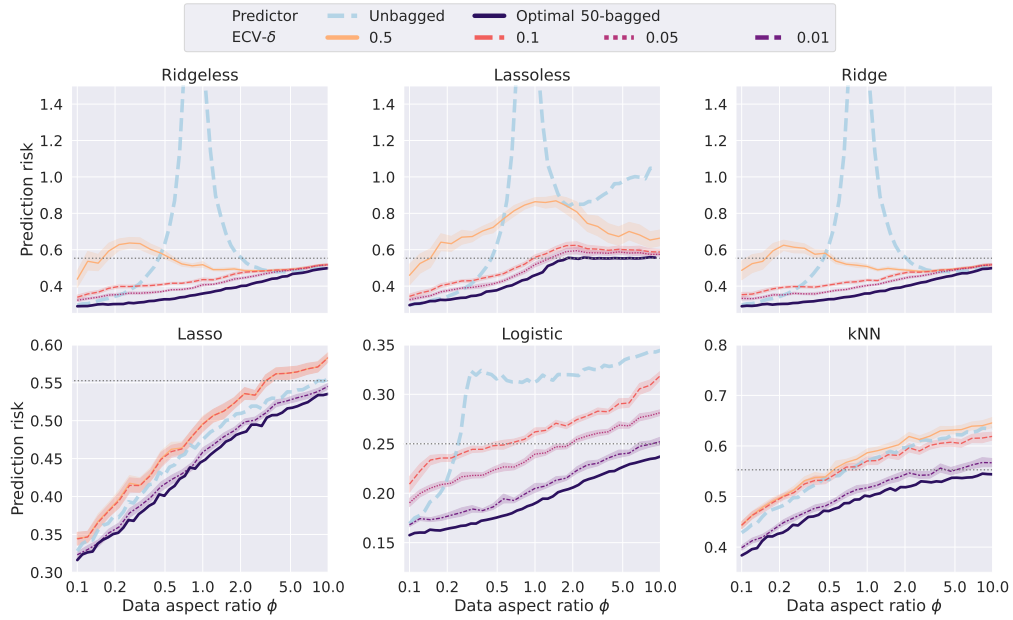 Predictor Unbagged Optimal 50-bagged
ECV-δ 0.5 0.1 0.05 0.01
Ridgeless Lassoless Ridge
1.4 1.4 1.4
1.2 1.2 1.2
1.0 1.0 1.0
0.8 0.8 0.8
0.6 0.6 0.6
0.4 0.4 0.4
Prediction risk
Lasso Logistic kNN
0.60 0.35 0.8
0.55 0.30 0.7
0.50 0.25 0.6
0.45 0.20 0.5
0.40 0.15 0.4
0.35
0.30
Prediction risk
0.1 0.2 0.5 1.0 2.0 5.0 10.0 0.1 0.2 0.5 1.0 2.0 5.0 10.0 0.1 0.2 0.5 1.0 2.0 5.0 10.0
Data aspect ratio ϕ Data aspect ratio ϕ Data aspect ratio ϕ